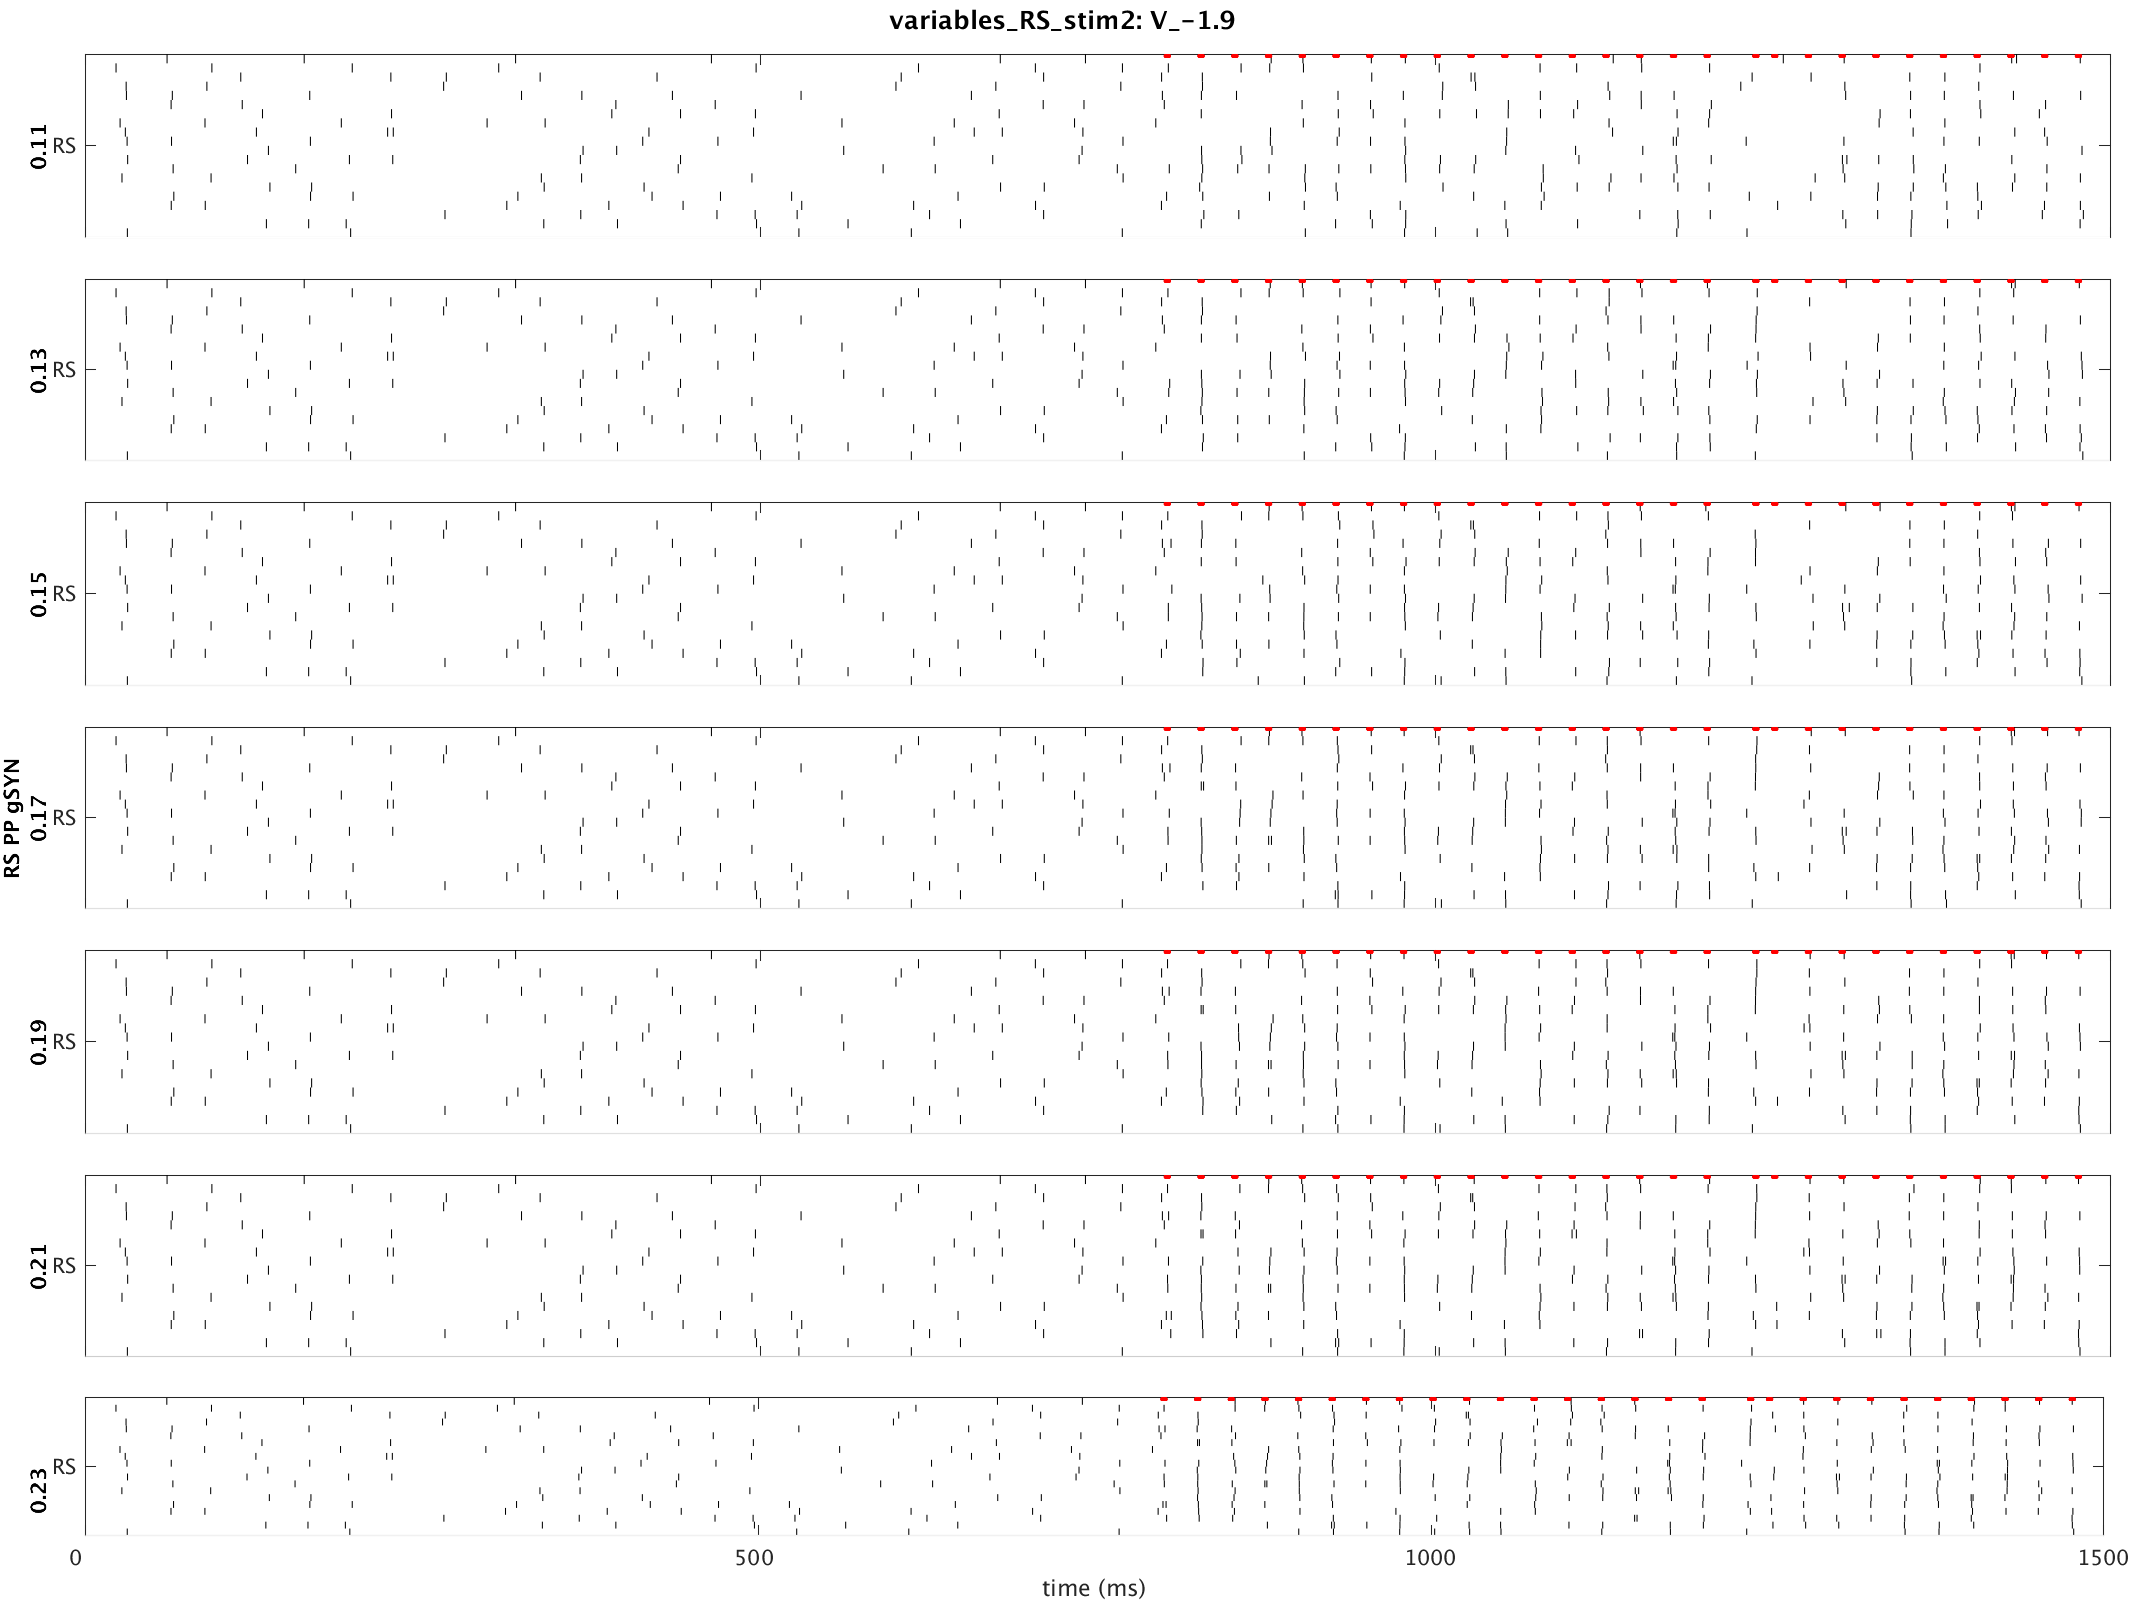 variables_RS_stim2: V_-1.9
RS PP gSYN
0.11
RS
0.13
RS
0.15
RS
0.17
RS
0.19
RS
0.21
RS
0.23
RS
0 500 1000 1500
time (ms)